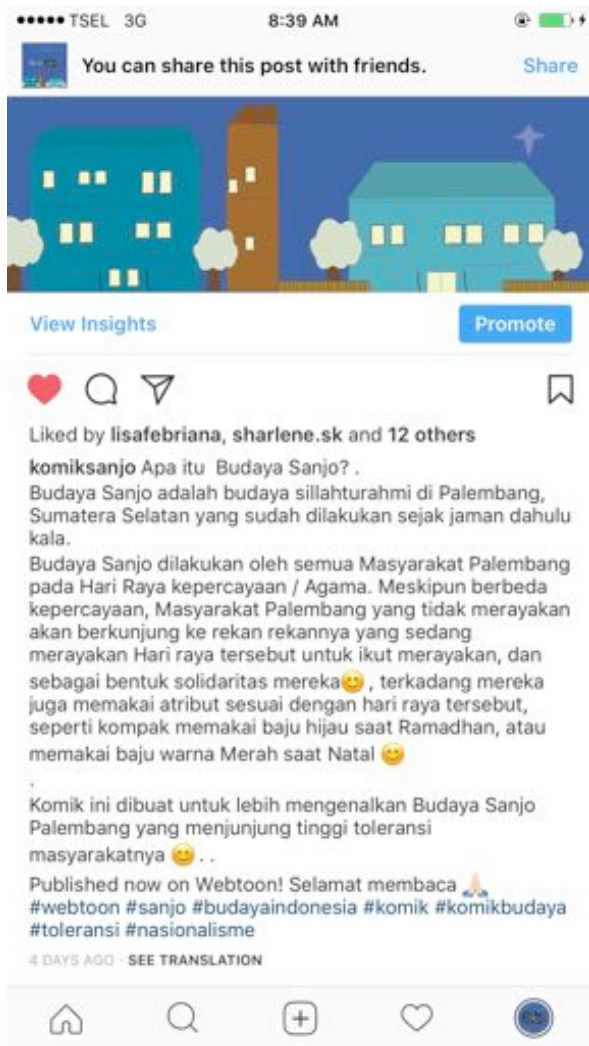 TSEL 3G 8:39 AM
You can share this post with friends. Share
View Insights Promote
Liked by lisafebriana, sharlene.sk and 12 others
komiksanjo Apa itu Budaya Sanjo? .
Budaya Sanjo adalah budaya sillahturahmi di Palembang,
Sumatera Selatan yang sudah dilakukan sejak jaman dahulu
kala.
Budaya Sanjo dilakukan oleh semua Masyarakat Palembang
pada Hari Raya kepercayaan / Agama. Meskipun berbeda
kepercayaan, Masyarakat Palembang yang tidak merayakan
akan berkunjung ke rekan rekannya yang sedang
merayakan Hari raya tersebut untuk ikut merayakan, dan
sebagai bentuk solidaritas mereka😊, terkadang mereka
juga memakai atribut sesuai dengan hari raya tersebut,
seperti kompak memakai baju hijau saat Ramadhan, atau
memakai baju warna Merah saat Natal 😊
.
Komik ini dibuat untuk lebih mengenalkan Budaya Sanjo
Palembang yang menjunjung tinggi toleransi
masyarakatnya 😊 . .
Published now on Webtoon! Selamat membaca 🙏🏻
#webtoon #sanjo #budayaindonesia #komik #komikbudaya
#toleransi #nasionalisme
4 DAYS AGO · SEE TRANSLATION